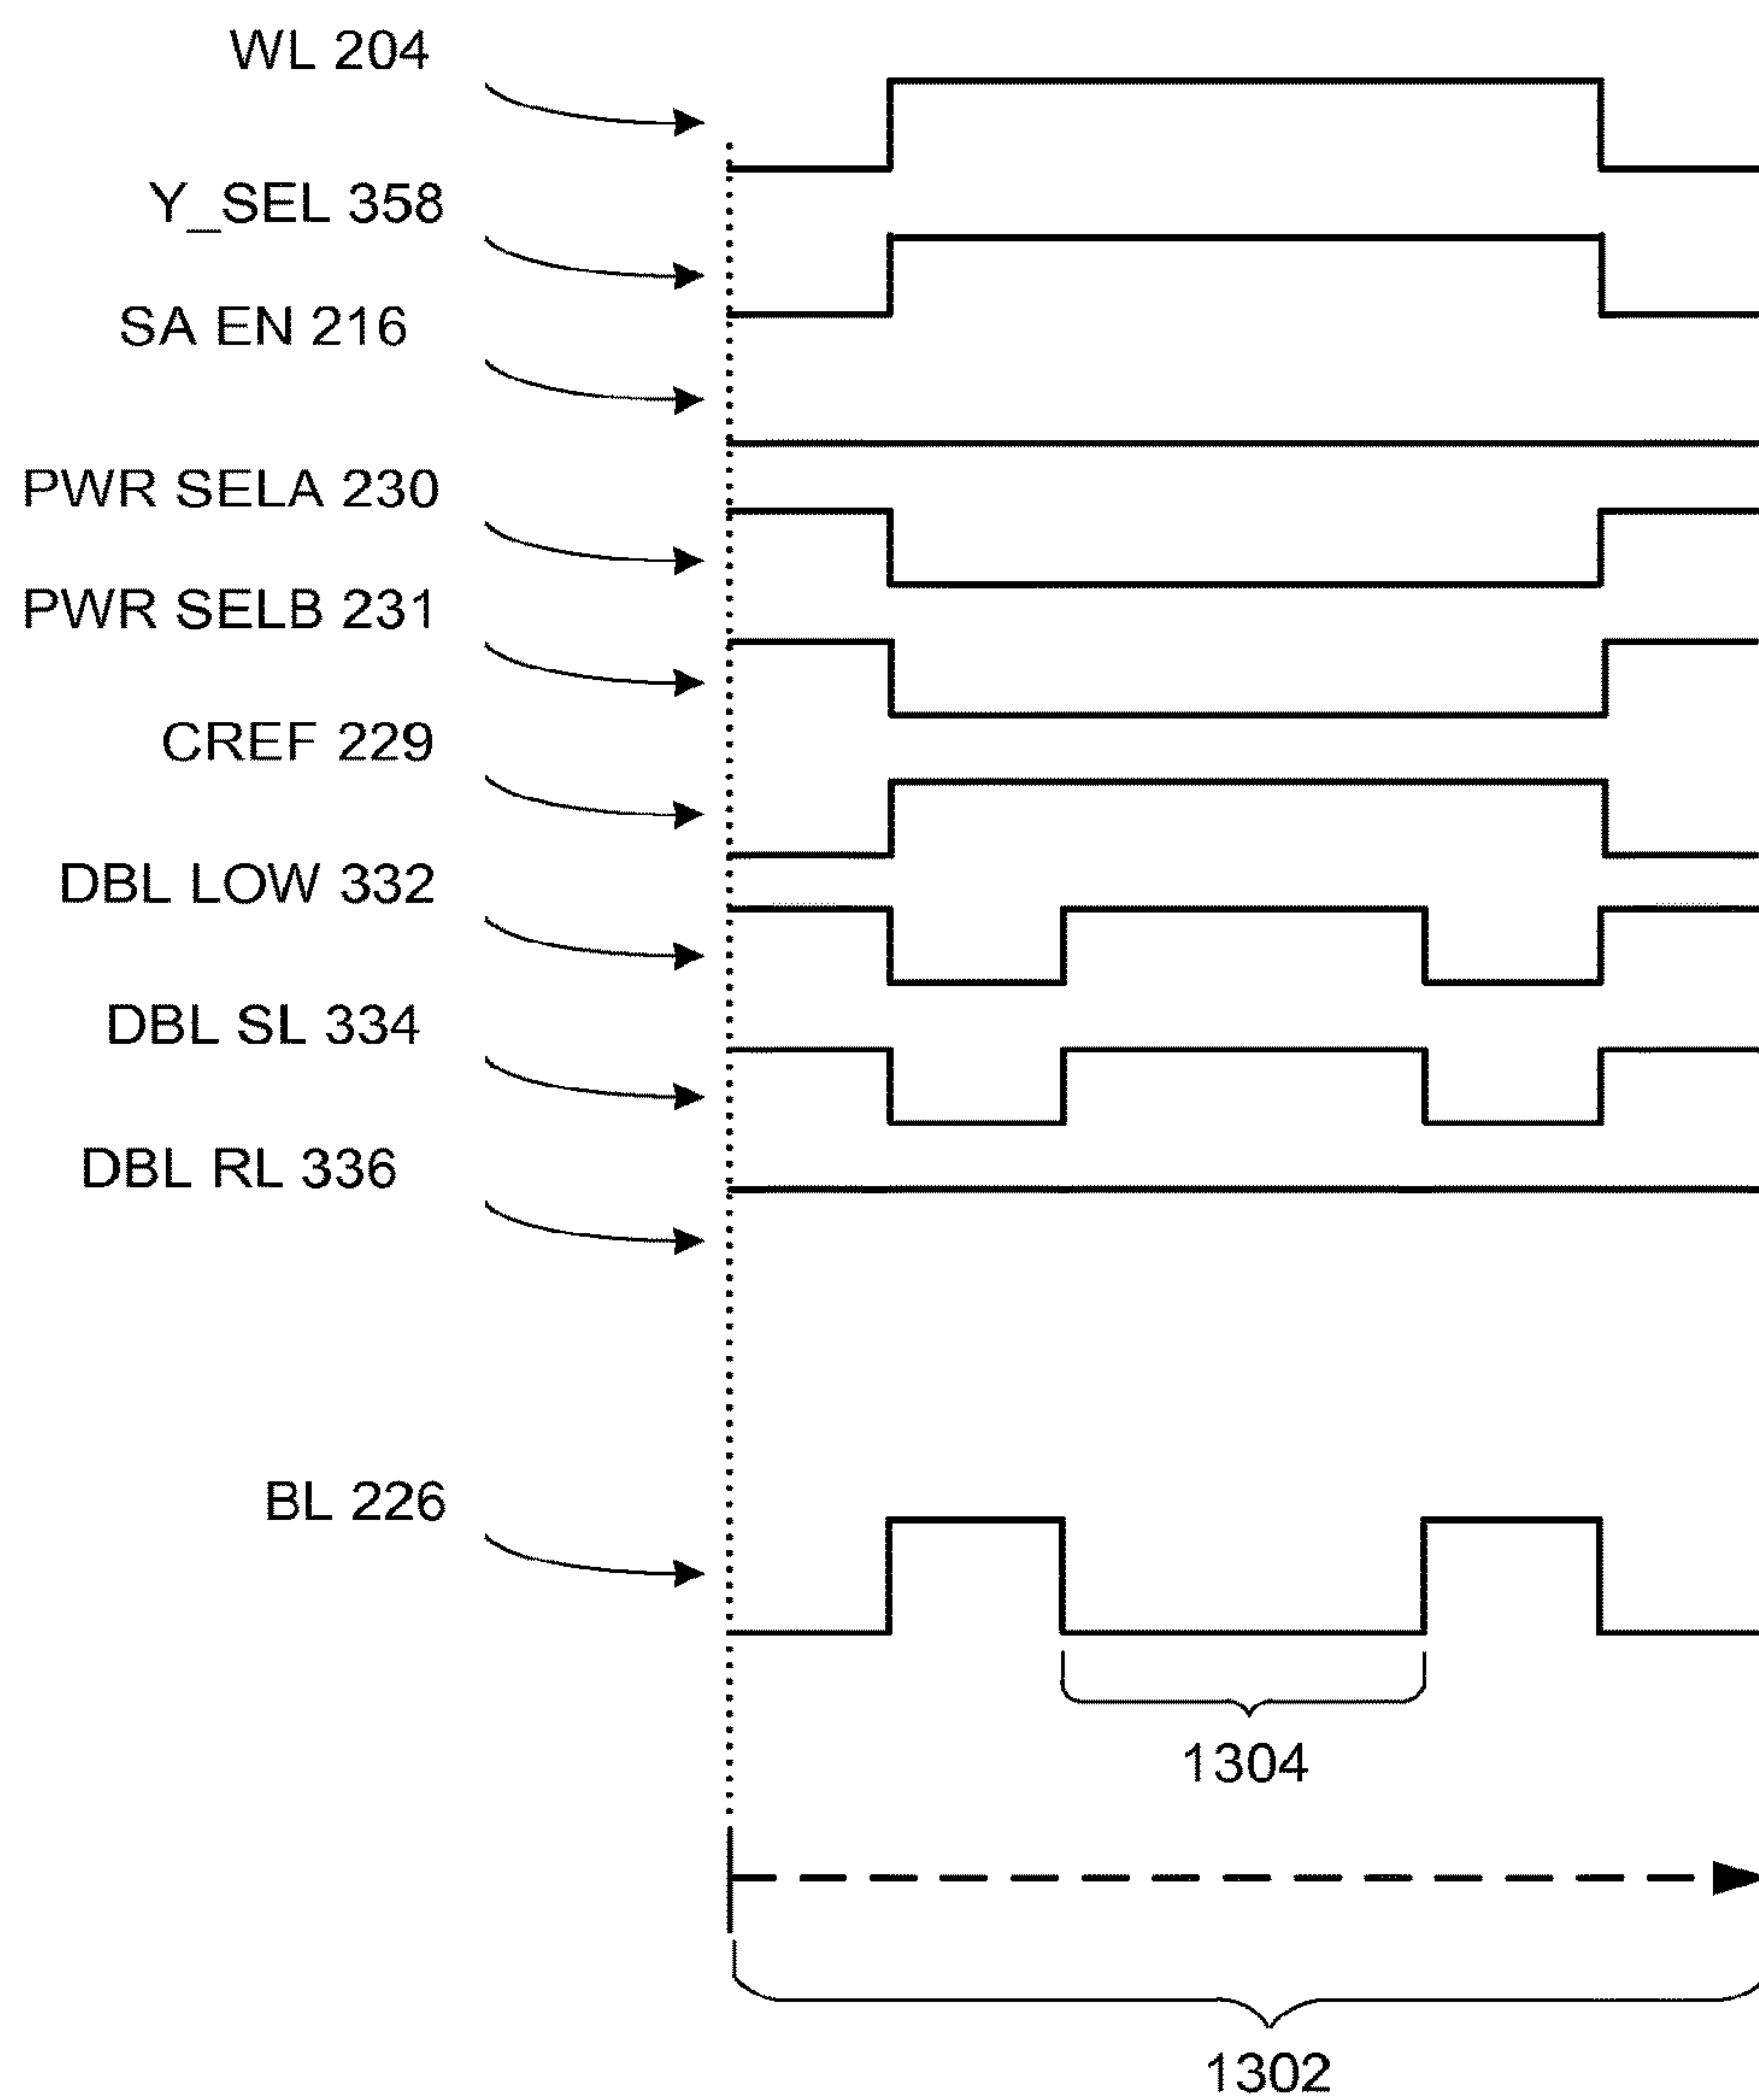 WL 204
Y_SEL 358
SA EN 216
PWR SELA 230
PWR SELB 231
CREF 229
DBL LOW 332
DBL SL 334
DBL RL 336
BL 226
1304
1302